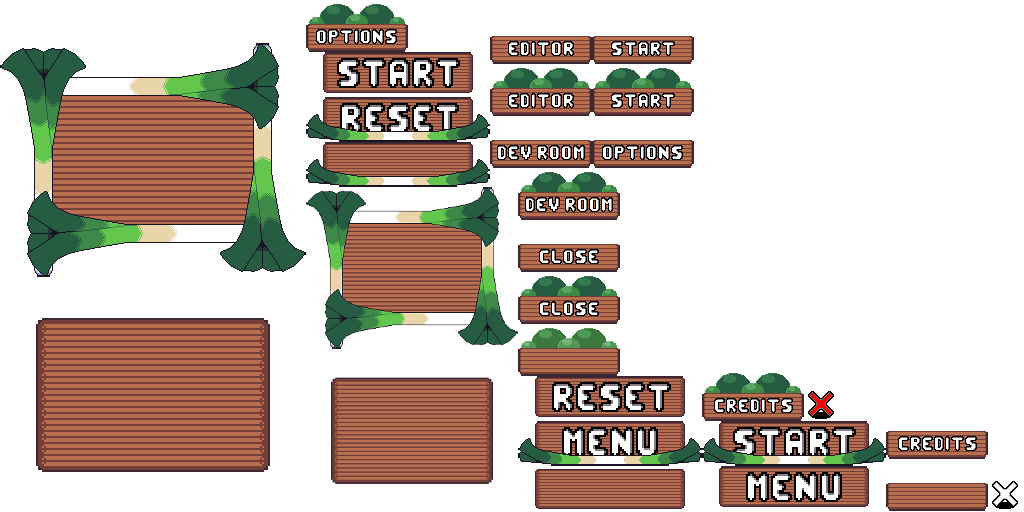 OPTIONS
START
RESET
EDITOR
START
EDITOR
START
DEV ROOM
OPTIONS
DEV ROOM
CLOSE
CLOSE
RESET
MENU
CREDITS
START
MENU
CREDITS